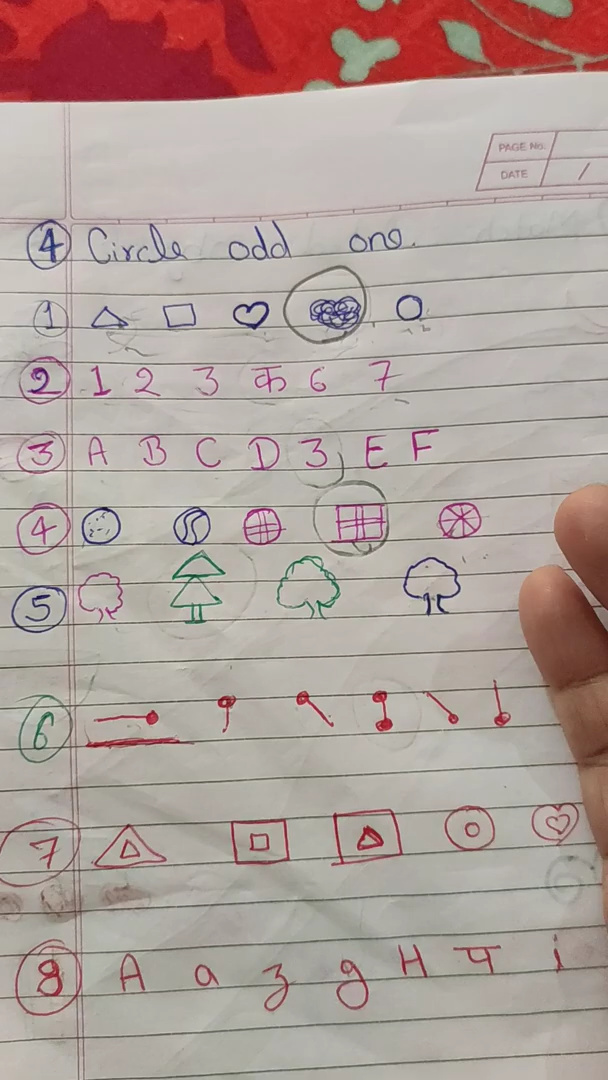 PAGE No.
DATE /
④ Circle odd one.
①
② 1 2 3 क 6 7
③ A B C D 3 E F
④
⑤
⑥
⑦
⑧ A a z g H प i